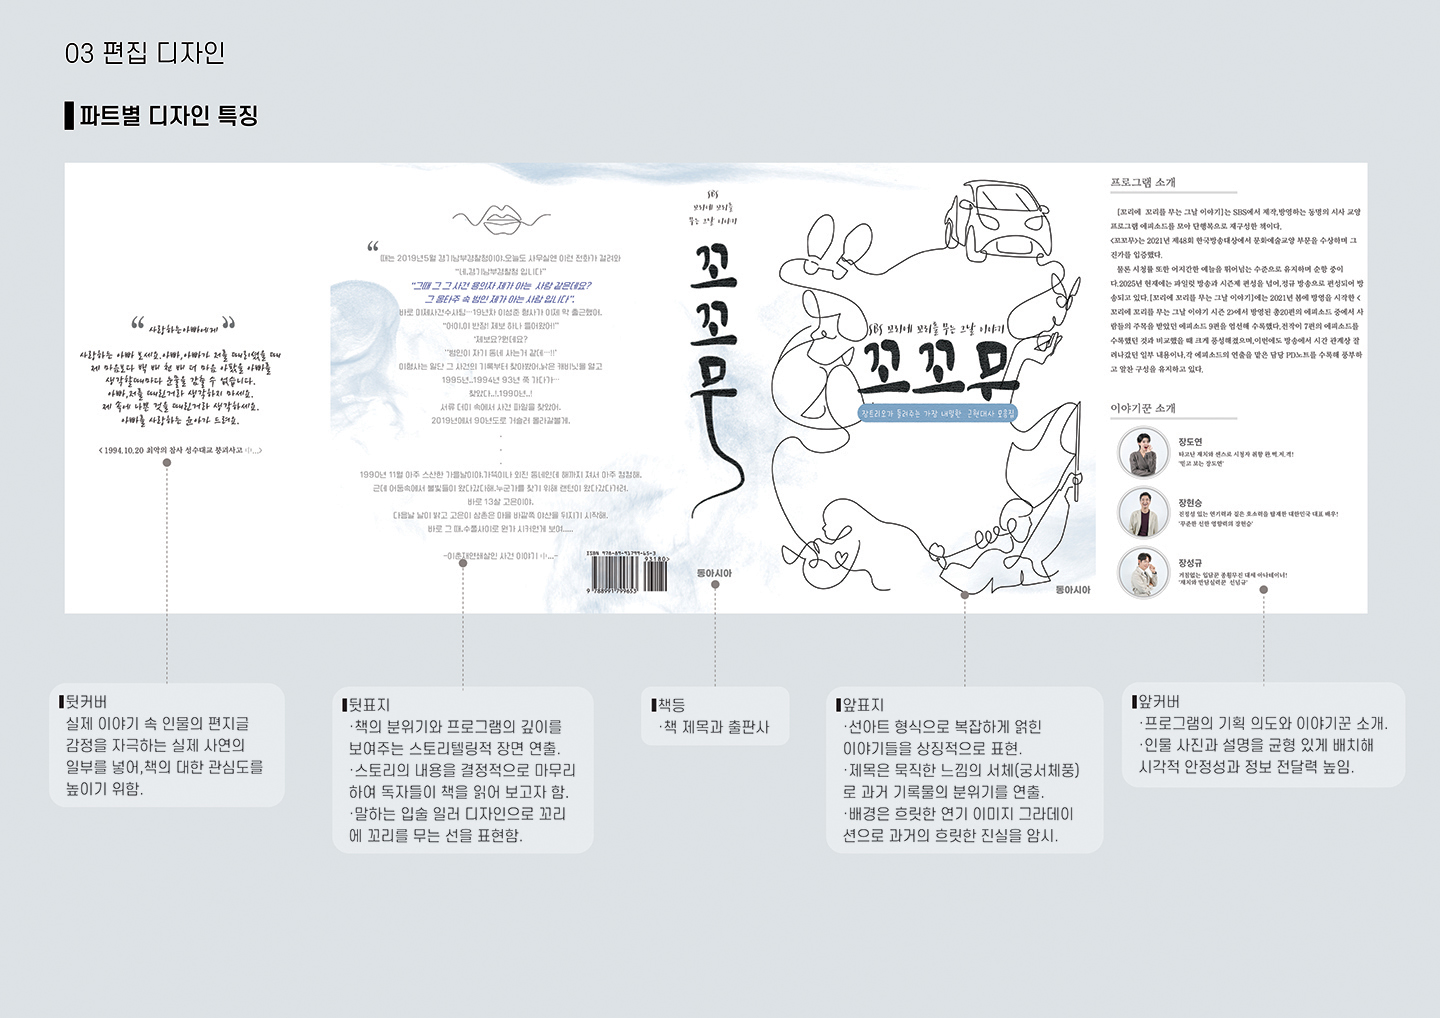 03 편집 디자인
파트별 디자인 특징
“ 사랑하는아빠에게 ”
사랑하는 아빠 보세요.아빠,아빠가 저를 때리셨을 때
제 마음보다 백 배 천 배 더 마음 아팠을 아빠를
생각할때마다 눈물을 감출 수 없습니다.
아빠,저를 때린거라 생각하지 마세요.
제 속에 나쁜 것을 때린거라 생각하세요.
아빠를 사랑하는 윤아가 드려요.
<1994.10.20 최악의 참사 성수대교 붕괴사고 中...>
“
때는 2019년5월 경기남부경찰청이야.오늘도 사무실엔 이런 전화가 걸려와
“네,경기남부경찰청 입니다”
“그때 그 그 사건 용의자 제가 아는 사람 같은데요?
그 몽타주 속 범인 제가 아는 사람 입니다”.
바로 미제사건수사팀…19년차 이성준 형사가 이제 막 출근했어.
“어이,이 반장! 제보 하나 들어왔어!”
‘제보요?뭔데요?
“범인이 자기 동네 사는거 같데…!!”
이형사는 일단 그 사건의 기록부터 찾아봤어.낡은 캐비닛을 열고
1995년..1994년 93년 쭉 가다가…
찾았다..!.1990년..!
서류 더미 속에서 사건 파일을 찾았어.
2019년에서 90년도로 거슬러 올라갈볼게.
.
.
.
1990년 11월 아주 스산한 가을날이야.가뜩이나 외진 동네인데 해까지 져서 아주 컴컴해.
근데 어둠속에서 불빛들이 왔다갔다해.누군가를 찾기 위해 랜턴이 왔다갔다거려.
바로 13살 고은이야.
다음날 날이 밝고 고은이 삼촌은 마을 바깥쪽 야산을 뒤지기 시작해.
바로 그 때,수풀사이로 뭔가 시커먼게 보여.....
-이춘재연쇄살인 사건 이야기 中...-
ISBN 978-89-93799-65-3
93180>
9 788991 799653
SBS
꼬리에 꼬리를
무는 그날 이야기
꼬꼬무
동아시아
SBS 꼬리에 꼬리를 무는 그날 이야기
꼬꼬무
장트리오가 들려주는 가장 내밀한 근현대사 모음집
동아시아
프로그램 소개
[꼬리에 꼬리를 무는 그날 이야기]는 SBS에서 제작,방영하는 동명의 시사 교양
프로그램 에피소드를 모아 단행복으로 재구성한 책이다.
<꼬꼬무>는 2021년 제48회 한국방송대상에서 문화예술교양 부문을 수상하며 그
진가를 입증했다.
물론 시청률 또한 어지간한 예능을 뛰어넘는 수준으로 유지하며 순항 중이
다.2025년 현재에는 파일럿 방송과 시즌제 편성을 넘어,정규 방송으로 편성되어 방
송되고 있다.[꼬리에 꼬리를 무는 그날 이야기]에는 2021년 봄에 방영을 시작한 <
꼬리에 꼬리를 무는 그날 이야기 시즌 2>에서 방영된 총20편의 에피소드 중에서 사
람들의 주목을 받았던 에피소드 9편을 엄선해 수록했다.전작이 7편의 에피소드를
수록했던 것과 비교했을 때 크게 풍성해졌으며,이번에도 방송에서 시간 관계상 잘
려나갔던 일부 내용이나,각 에피소드의 연출을 맡은 담당 PD노트를 수록해 풍부하
고 알찬 구성을 유지하고 있다.
이야기꾼 소개
장도연
타고난 재치와 센스로 시청자 취향 완.벽.저.격!
‘믿고 보는 장도연’
장현승
진정성 있는 연기력과 깊은 호소력을 탑재한 대한민국 대표 배우!
‘꾸준한 선한 영향력의 장현승’
장성규
거침없는 입담꾼 종횡무진 대세 아나테이너!
‘재치와 만담실력꾼 선넘규’
뒷커버
실제 이야기 속 인물의 편지글
감정을 자극하는 실제 사연의
일부를 넣어,책의 대한 관심도를
높이기 위함.
뒷표지
·책의 분위기와 프로그램의 깊이를
보여주는 스토리텔링적 장면 연출.
·스토리의 내용을 결정적으로 마무리
하여 독자들이 책을 읽어 보고자 함.
·말하는 입술 일러 디자인으로 꼬리
에 꼬리를 무는 선을 표현함.
책등
·책 제목과 출판사
앞표지
·선아트 형식으로 복잡하게 얽힌
이야기들을 상징적으로 표현.
·제목은 묵직한 느낌의 서체(궁서체풍)
로 과거 기록물의 분위기를 연출.
·배경은 흐릿한 연기 이미지 그라데이
션으로 과거의 흐릿한 진실을 암시.
앞커버
·프로그램의 기획 의도와 이야기꾼 소개.
·인물 사진과 설명을 균형 있게 배치해
시각적 안정성과 정보 전달력 높임.